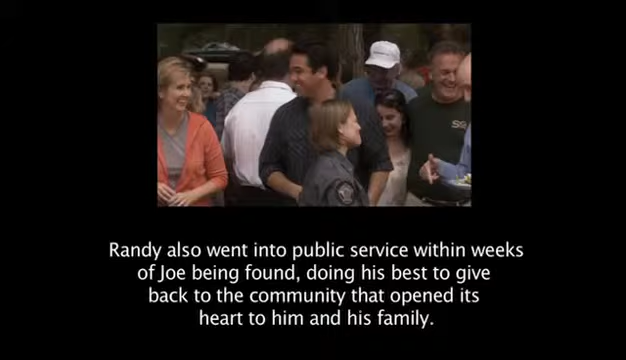 Randy also went into public service within weeks
of Joe being found, doing his best to give
back to the community that opened its
heart to him and his family.